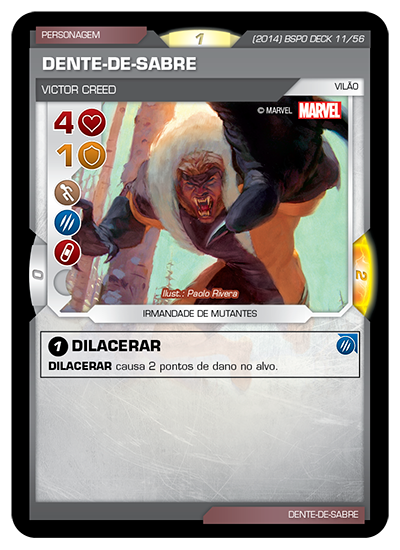 PERSONAGEM
1
(2014) BSPO DECK 11/56
DENTE-DE-SABRE
VICTOR CREED
VILÃO
© MARVEL MARVEL
4
1
0
2
Ilust.: Paolo Rivera
IRMANDADE DE MUTANTES
1 DILACERAR
DILACERAR causa 2 pontos de dano no alvo.
DENTE-DE-SABRE